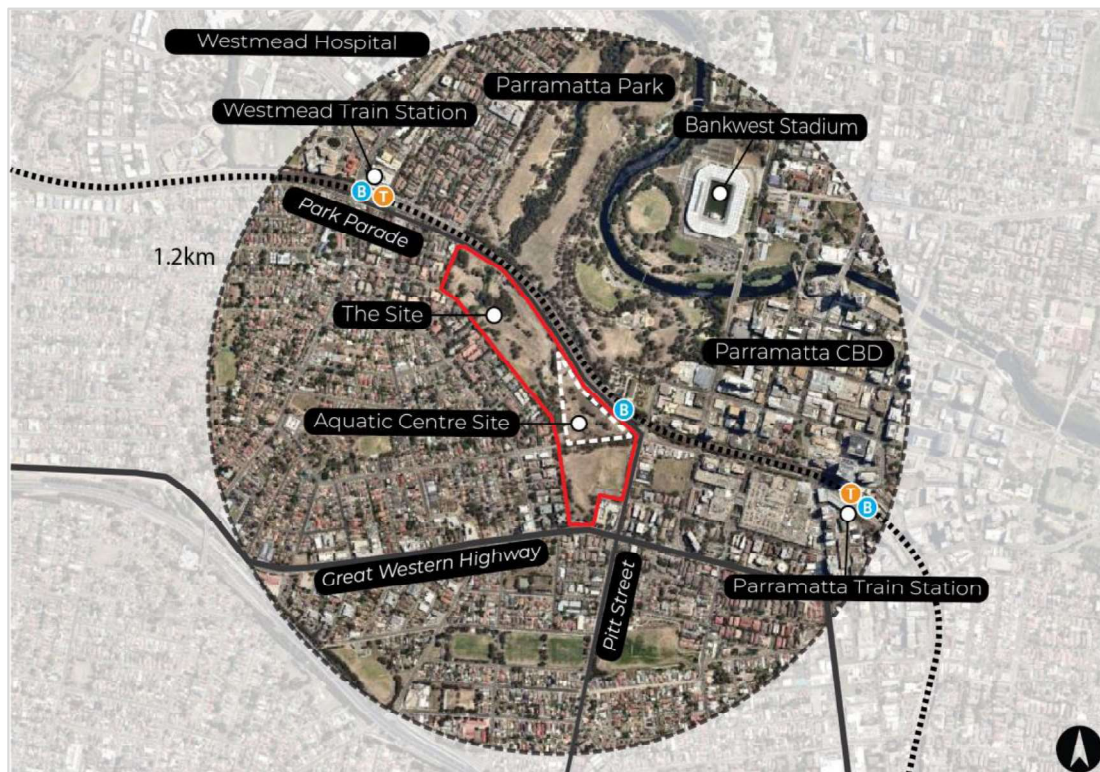 Westmead Hospital
Parramatta Park
Westmead Train Station
Bankwest Stadium
B T
Park Parade
1.2km
The Site
Parramatta CBD
B
Aquatic Centre Site
T
B
Great Western Highway
Pitt Street
Parramatta Train Station